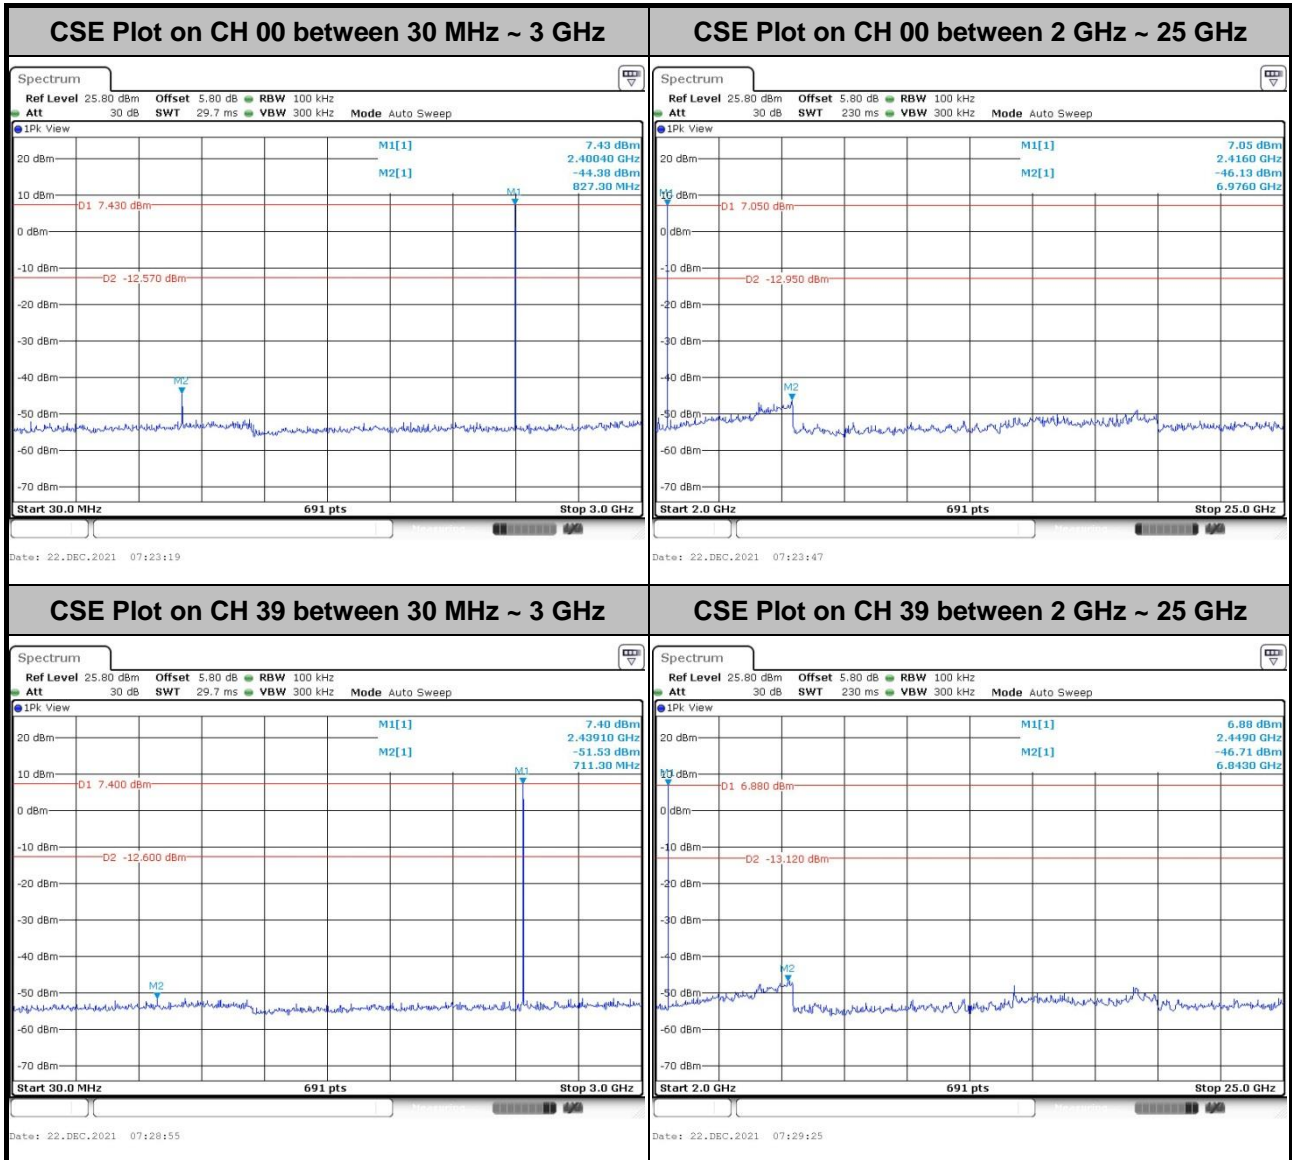 CSE Plot on CH 00 between 30 MHz ~ 3 GHz
Spectrum
Ref Level 25.80 dBm Offset 5.80 dB RBW 100 kHz
Att 30 dB SWT 29.7 ms VBW 300 kHz Mode Auto Sweep
1Pk View
M1[1] 7.43 dBm
2.40040 GHz
M2[1] -44.38 dBm
827.30 MHz
20 dBm
10 dBm
M1
D1 7.430 dBm
0 dBm
-10 dBm
D2 -12.570 dBm
-20 dBm
-30 dBm
-40 dBm
M2
-50 dBm
-60 dBm
-70 dBm
Start 30.0 MHz 691 pts Stop 3.0 GHz
Date: 22.DEC.2021 07:23:19
CSE Plot on CH 00 between 2 GHz ~ 25 GHz
Spectrum
Ref Level 25.80 dBm Offset 5.80 dB RBW 100 kHz
Att 30 dB SWT 230 ms VBW 300 kHz Mode Auto Sweep
1Pk View
M1[1] 7.05 dBm
2.4160 GHz
M2[1] -46.13 dBm
6.9760 GHz
20 dBm
10 dBm
M1
D1 7.050 dBm
0 dBm
-10 dBm
D2 -12.950 dBm
-20 dBm
-30 dBm
-40 dBm
M2
-50 dBm
-60 dBm
-70 dBm
Start 2.0 GHz 691 pts Stop 25.0 GHz
Date: 22.DEC.2021 07:23:47
CSE Plot on CH 39 between 30 MHz ~ 3 GHz
Spectrum
Ref Level 25.80 dBm Offset 5.80 dB RBW 100 kHz
Att 30 dB SWT 29.7 ms VBW 300 kHz Mode Auto Sweep
1Pk View
M1[1] 7.40 dBm
2.43910 GHz
M2[1] -51.53 dBm
711.30 MHz
20 dBm
10 dBm
M1
D1 7.400 dBm
0 dBm
-10 dBm
D2 -12.600 dBm
-20 dBm
-30 dBm
-40 dBm
M2
-50 dBm
-60 dBm
-70 dBm
Start 30.0 MHz 691 pts Stop 3.0 GHz
Date: 22.DEC.2021 07:28:55
CSE Plot on CH 39 between 2 GHz ~ 25 GHz
Spectrum
Ref Level 25.80 dBm Offset 5.80 dB RBW 100 kHz
Att 30 dB SWT 230 ms VBW 300 kHz Mode Auto Sweep
1Pk View
M1[1] 6.88 dBm
2.4490 GHz
M2[1] -46.71 dBm
6.8430 GHz
20 dBm
10 dBm
M1
D1 6.880 dBm
0 dBm
-10 dBm
D2 -13.120 dBm
-20 dBm
-30 dBm
-40 dBm
M2
-50 dBm
-60 dBm
-70 dBm
Start 2.0 GHz 691 pts Stop 25.0 GHz
Date: 22.DEC.2021 07:29:25